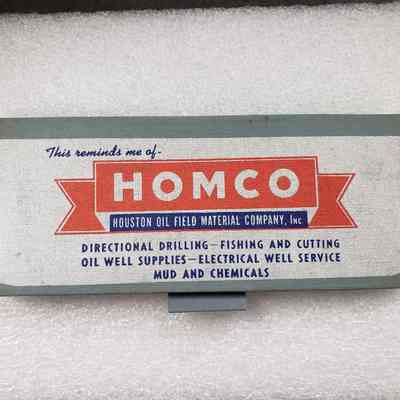 This reminds me of-
HOMCO
HOUSTON OIL FIELD MATERIAL COMPANY, Inc
DIRECTIONAL DRILLING—FISHING AND CUTTING
OIL WELL SUPPLIES—ELECTRICAL WELL SERVICE
MUD AND CHEMICALS